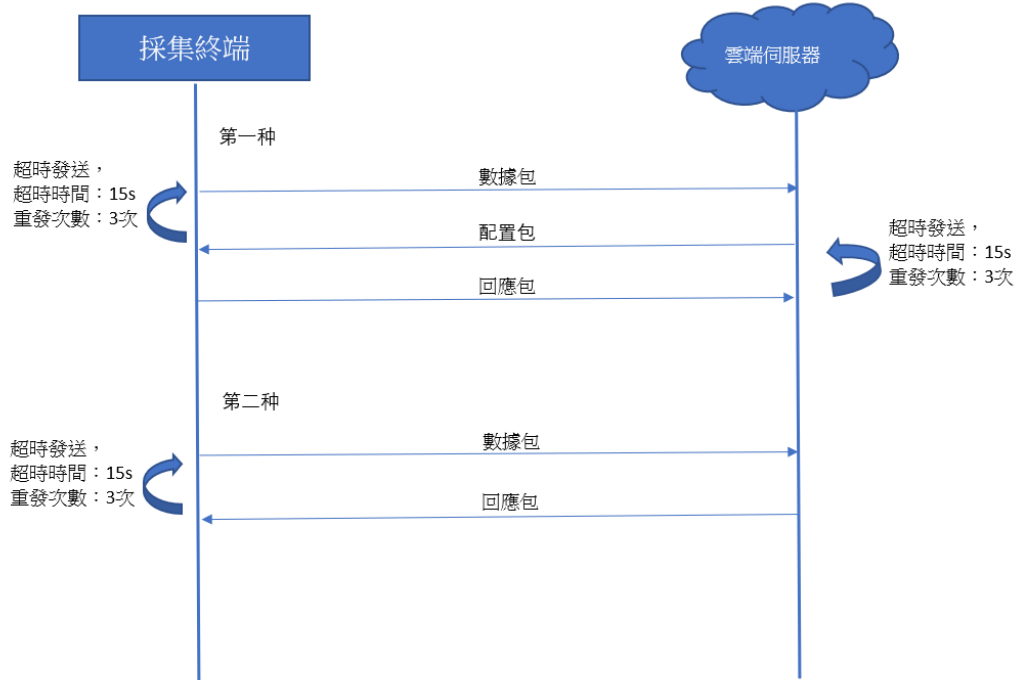 採集終端
雲端伺服器
第一种
超時發送，
超時時間：15s
重發次數：3次
數據包
配置包
超時發送，
超時時間：15s
重發次數：3次
回應包
第二种
超時發送，
超時時間：15s
重發次數：3次
數據包
回應包